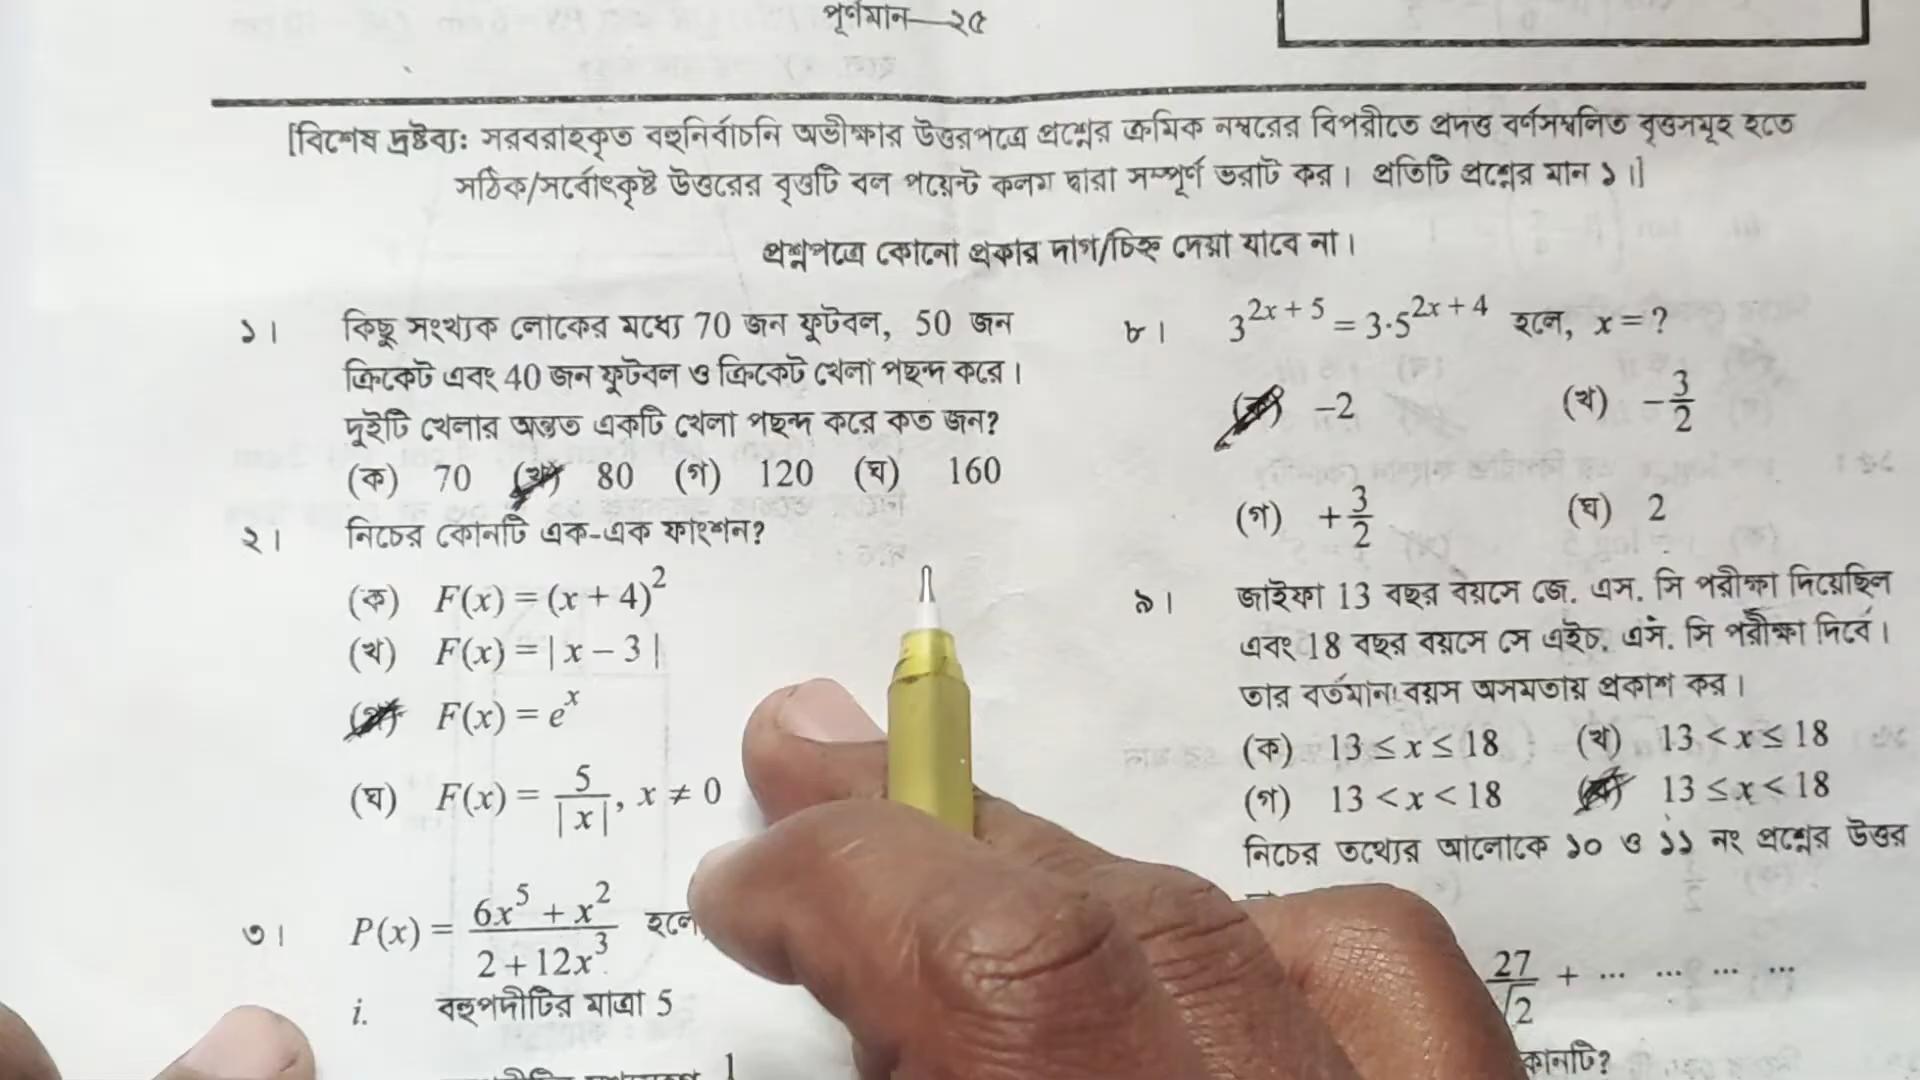 পূর্ণমান—২৫
[বিশেষ দ্রষ্টব্য: সরবরাহকৃত বহুনির্বাচনি অভীক্ষার উত্তরপত্রে প্রশ্নের ক্রমিক নম্বরের বিপরীতে প্রদত্ত বর্ণসম্বলিত বৃত্তসমূহ হতে
সঠিক/সর্বোৎকৃষ্ট উত্তরের বৃত্তটি বল পয়েন্ট কলম দ্বারা সম্পূর্ণ ভরাট কর। প্রতিটি প্রশ্নের মান ১।]
প্রশ্নপত্রে কোনো প্রকার দাগ/চিহ্ন দেয়া যাবে না।
১। কিছু সংখ্যক লোকের মধ্যে 70 জন ফুটবল, 50 জন
ক্রিকেট এবং 40 জন ফুটবল ও ক্রিকেট খেলা পছন্দ করে।
দুইটি খেলার অন্তত একটি খেলা পছন্দ করে কত জন?
(ক) 70 (খ) 80 (গ) 120 (ঘ) 160
২। নিচের কোনটি এক-এক ফাংশন?
(ক) F(x) = (x + 4)²
(খ) F(x) = | x – 3 |
(গ) F(x) = eˣ
(ঘ) F(x) = 5/|x|, x ≠ 0
৩। P(x) = (6x⁵ + x²)/(2 + 12x³) হলে
i. বহুপদীটির মাত্রা 5
৮। 3^(2x + 5) = 3·5^(2x + 4) হলে, x = ?
(ক) –2 (খ) –3/2
(গ) +3/2 (ঘ) 2
৯। জাইফা 13 বছর বয়সে জে. এস. সি পরীক্ষা দিয়েছিল
এবং 18 বছর বয়সে সে এইচ. এস. সি পরীক্ষা দিবে।
তার বর্তমান বয়স অসমতায় প্রকাশ কর।
(ক) 13 ≤ x ≤ 18 (খ) 13 < x ≤ 18
(গ) 13 < x < 18 (ঘ) 13 ≤ x < 18
নিচের তথ্যের আলোকে ১০ ও ১১ নং প্রশ্নের উত্তর
27/√2 + ... ... ... ...